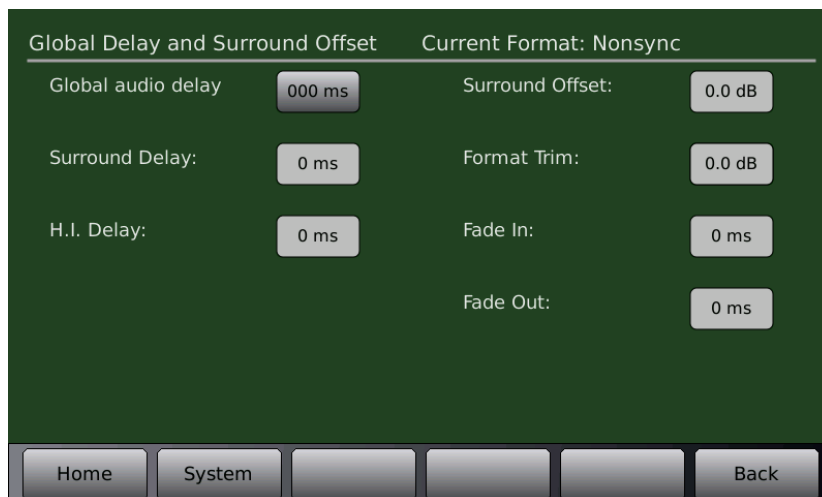 Global Delay and Surround Offset Current Format: Nonsync
Global audio delay 000 ms Surround Offset: 0.0 dB
Surround Delay: 0 ms Format Trim: 0.0 dB
H.I. Delay: 0 ms Fade In: 0 ms
Fade Out: 0 ms
Home System Back